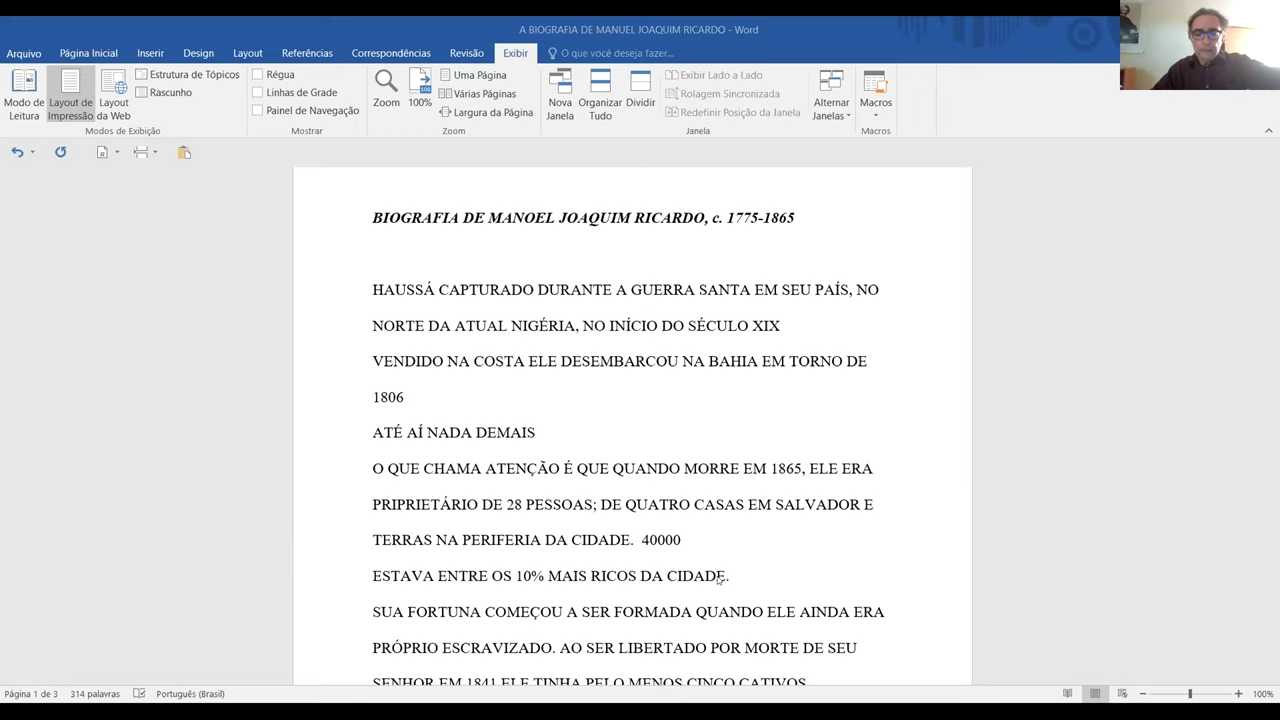 A BIOGRAFIA DE MANUEL JOAQUIM RICARDO - Word
Arquivo Página Inicial Inserir Design Layout Referências Correspondências Revisão Exibir O que você deseja fazer...
Modo de Leitura
Layout de Impressão
Layout da Web
Estrutura de Tópicos
Rascunho
Modos de Exibição
Régua
Linhas de Grade
Painel de Navegação
Mostrar
Zoom
100%
Uma Página
Várias Páginas
Largura da Página
Zoom
Nova Janela
Organizar Tudo
Dividir
Exibir Lado a Lado
Rolagem Sincronizada
Redefinir Posição da Janela
Janela
Alternar Janelas
Macros
Macros
BIOGRAFIA DE MANOEL JOAQUIM RICARDO, c. 1775-1865
HAUSSÁ CAPTURADO DURANTE A GUERRA SANTA EM SEU PAÍS, NO
NORTE DA ATUAL NIGÉRIA, NO INÍCIO DO SÉCULO XIX
VENDIDO NA COSTA ELE DESEMBARCOU NA BAHIA EM TORNO DE
1806
ATÉ AÍ NADA DEMAIS
O QUE CHAMA ATENÇÃO É QUE QUANDO MORRE EM 1865, ELE ERA
PRIPRIETÁRIO DE 28 PESSOAS; DE QUATRO CASAS EM SALVADOR E
TERRAS NA PERIFERIA DA CIDADE. 40000
ESTAVA ENTRE OS 10% MAIS RICOS DA CIDADE.
SUA FORTUNA COMEÇOU A SER FORMADA QUANDO ELE AINDA ERA
PRÓPRIO ESCRAVIZADO. AO SER LIBERTADO POR MORTE DE SEU
SENHOR EM 1841 ELE TINHA PELO MENOS CINCO CATIVOS
Página 1 de 3 314 palavras Português (Brasil) 100%